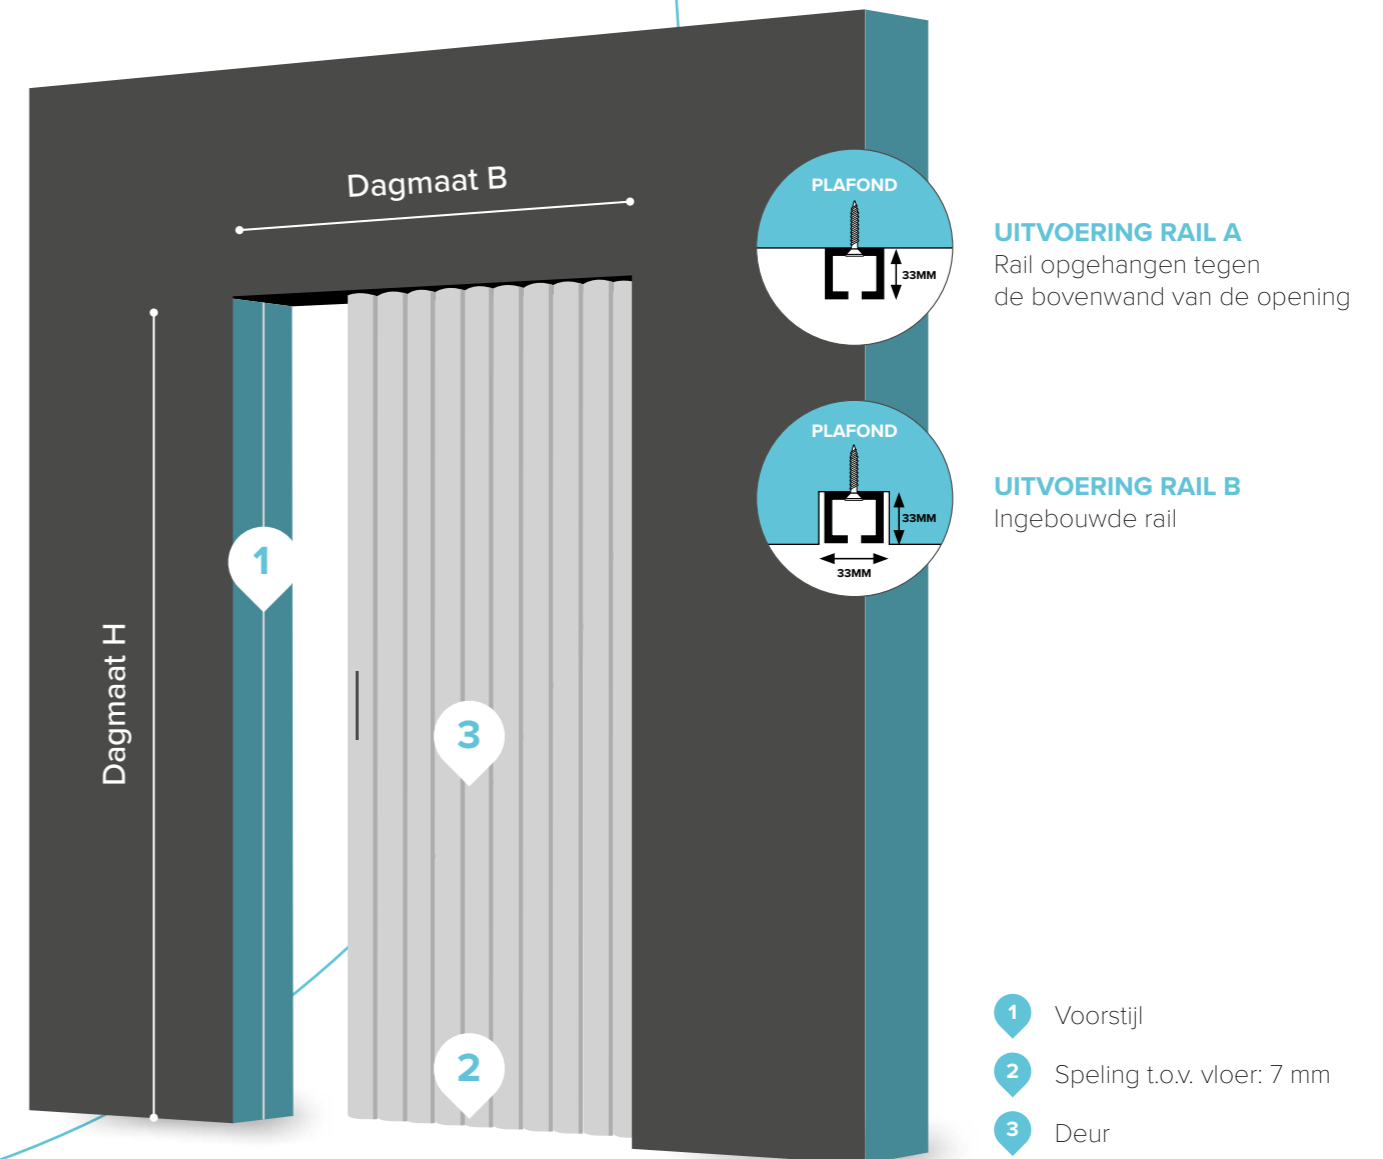 Dagmaat B
Dagmaat H
1
3
2
PLAFOND
33MM
UITVOERING RAIL A
Rail opgehangen tegen
de bovenwand van de opening
PLAFOND
33MM
33MM
UITVOERING RAIL B
Ingebouwde rail
1 Voorstijl
2 Speling t.o.v. vloer: 7 mm
3 Deur